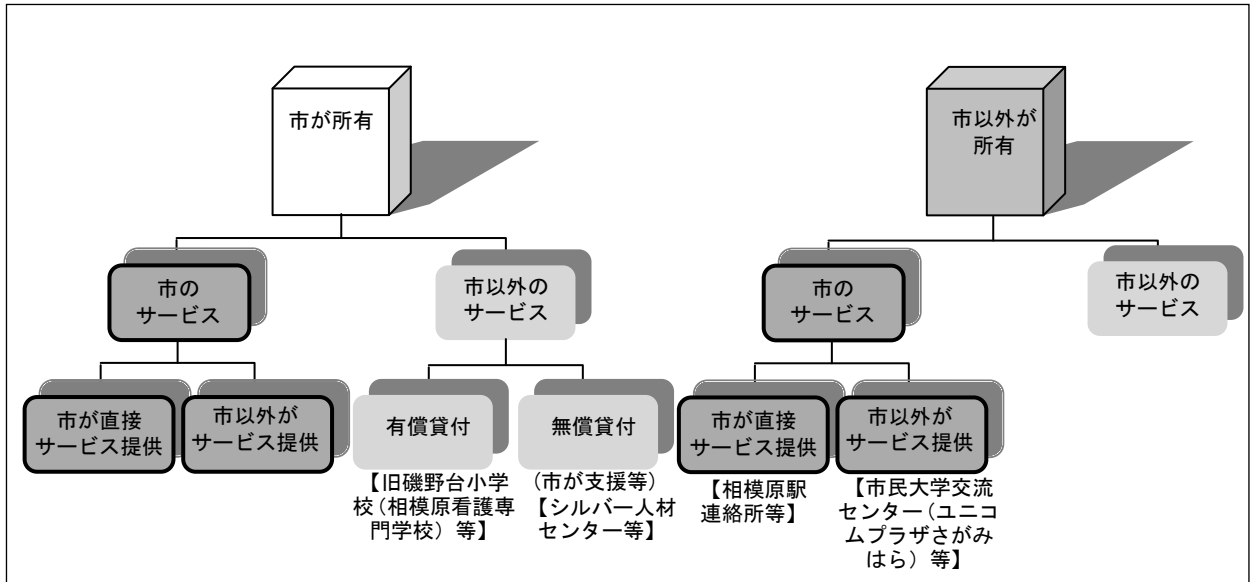 市が所有
市以外が
所有
市の
サービス
市以外の
サービス
市の
サービス
市以外の
サービス
市が直接
サービス提供
市以外が
サービス提供
有償貸付
無償貸付
市が直接
サービス提供
市以外が
サービス提供
【旧磯野台小学
校(相模原看護専
門学校) 等】
(市が支援等)
【シルバー人材
センター等】
【相模原駅
連絡所等】
【市民大学交流
センター(ユニコ
ムプラザさがみ
はら) 等】